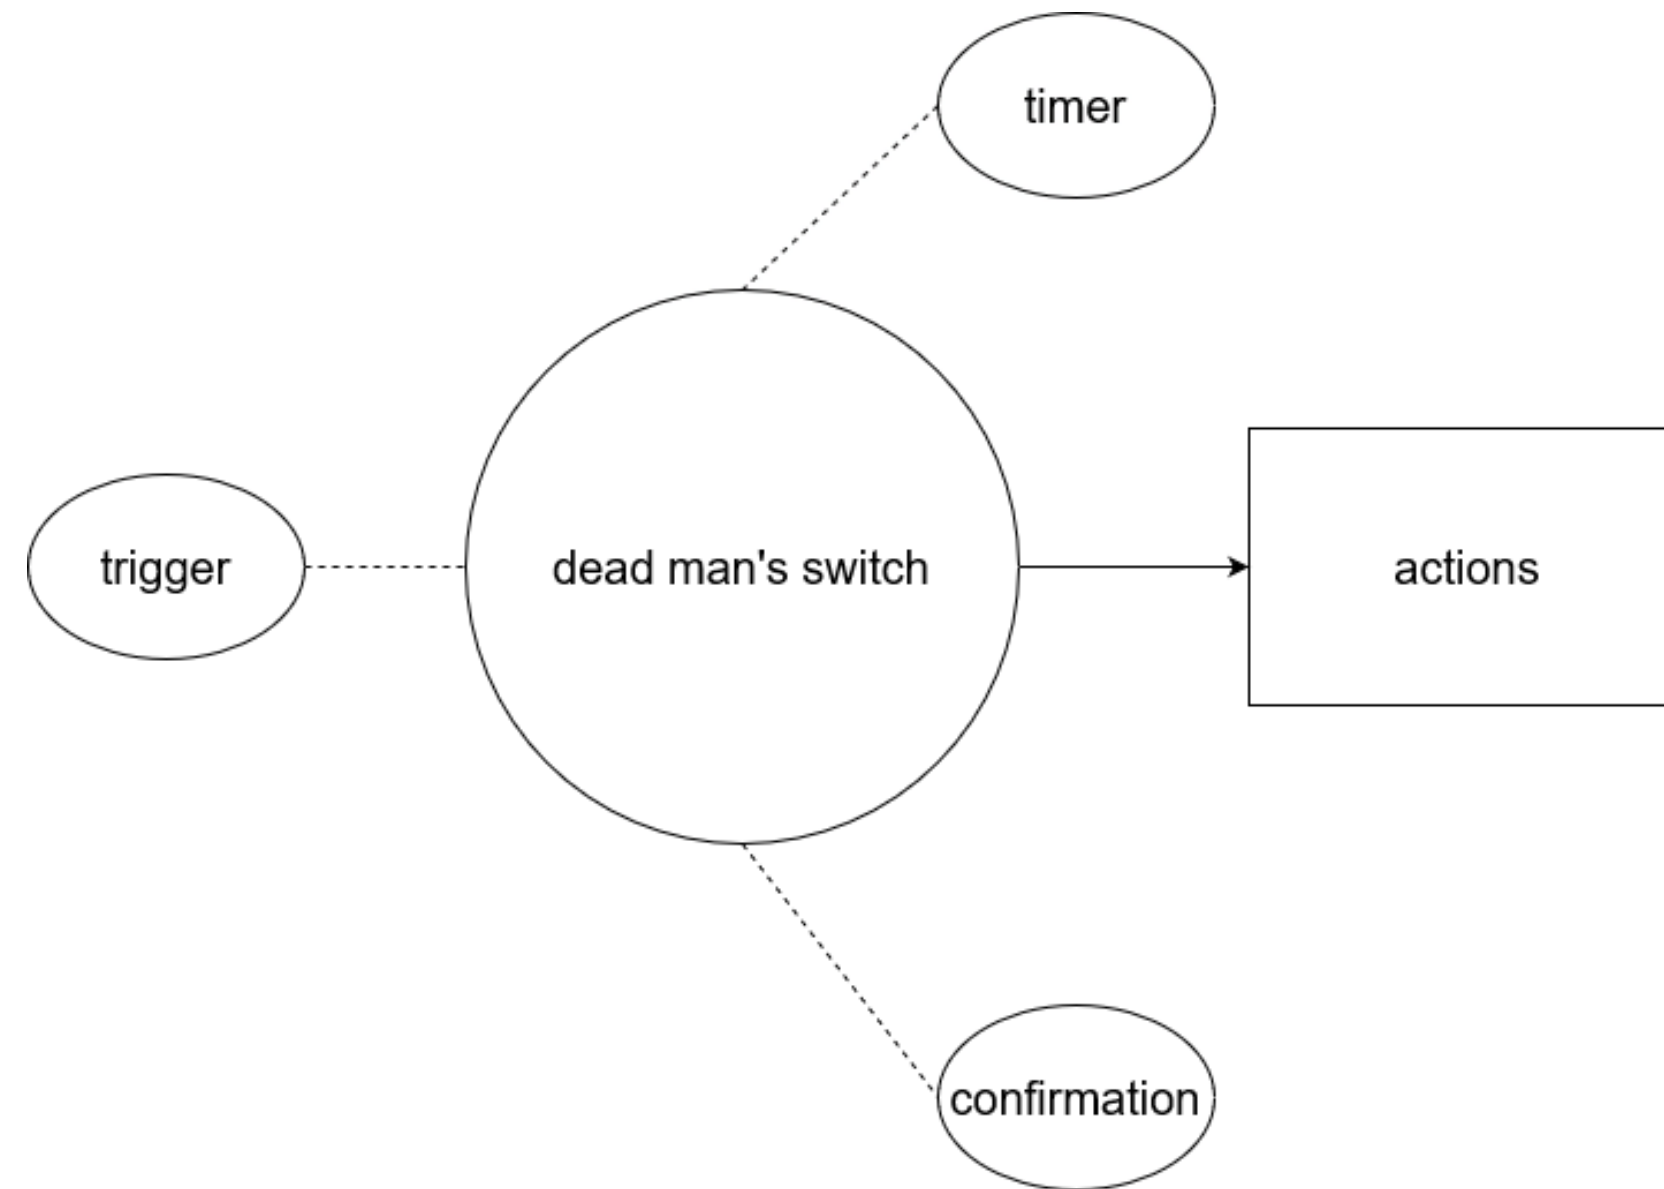 timer
trigger
dead man's switch
actions
confirmation